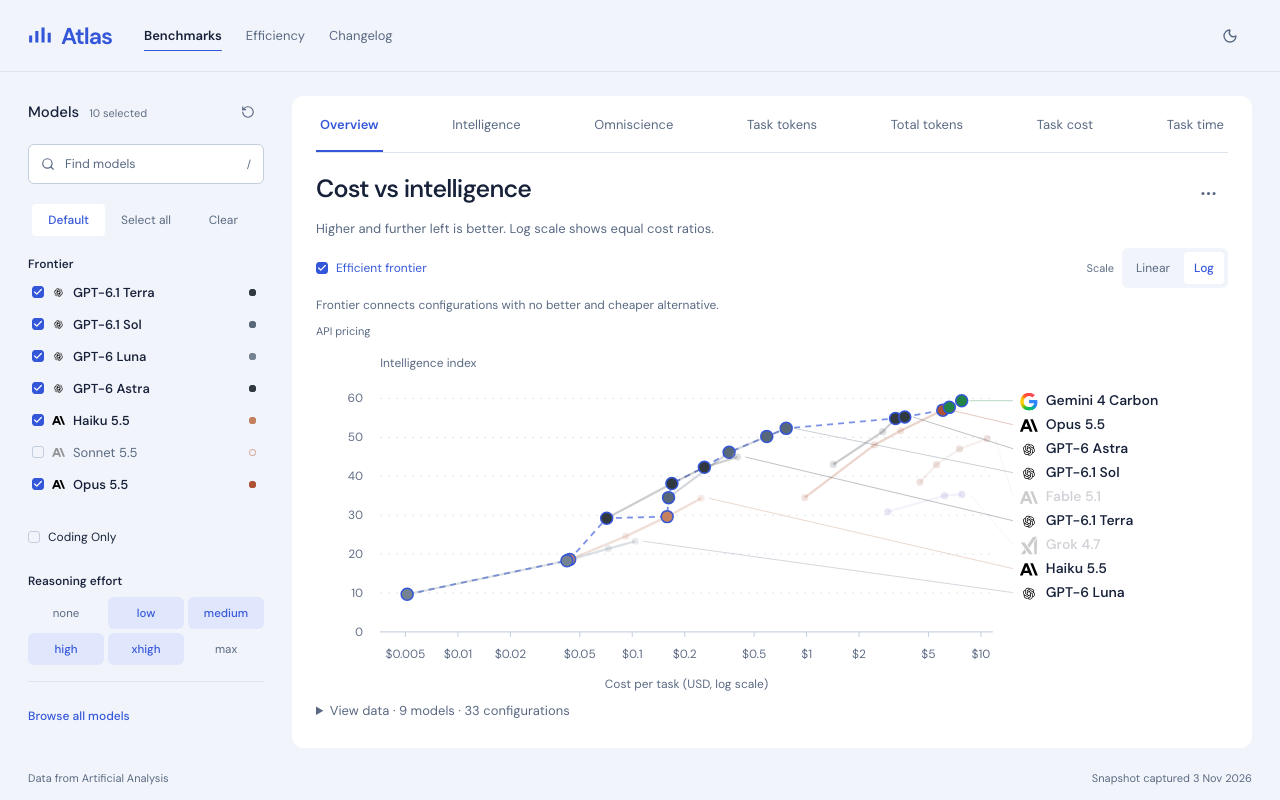 Atlas
Benchmarks
Efficiency
Changelog
Models
10 selected
Find models
/
Default
Select all
Clear
Frontier
GPT-6.1 Terra
GPT-6.1 Sol
GPT-6 Luna
GPT-6 Astra
Haiku 5.5
Sonnet 5.5
Opus 5.5
Coding Only
Reasoning effort
none
low
medium
high
xhigh
max
Browse all models
Overview
Intelligence
Omniscience
Task tokens
Total tokens
Task cost
Task time
Cost vs intelligence
Higher and further left is better. Log scale shows equal cost ratios.
Efficient frontier
Scale
Linear
Log
Frontier connects configurations with no better and cheaper alternative.
API pricing
Intelligence index
60
50
40
30
20
10
0
$0.005
$0.01
$0.02
$0.05
$0.1
$0.2
$0.5
$1
$2
$5
$10
Cost per task (USD, log scale)
Gemini 4 Carbon
Opus 5.5
GPT-6 Astra
GPT-6.1 Sol
Fable 5.1
GPT-6.1 Terra
Grok 4.7
Haiku 5.5
GPT-6 Luna
View data · 9 models · 33 configurations
Data from Artificial Analysis
Snapshot captured 3 Nov 2026